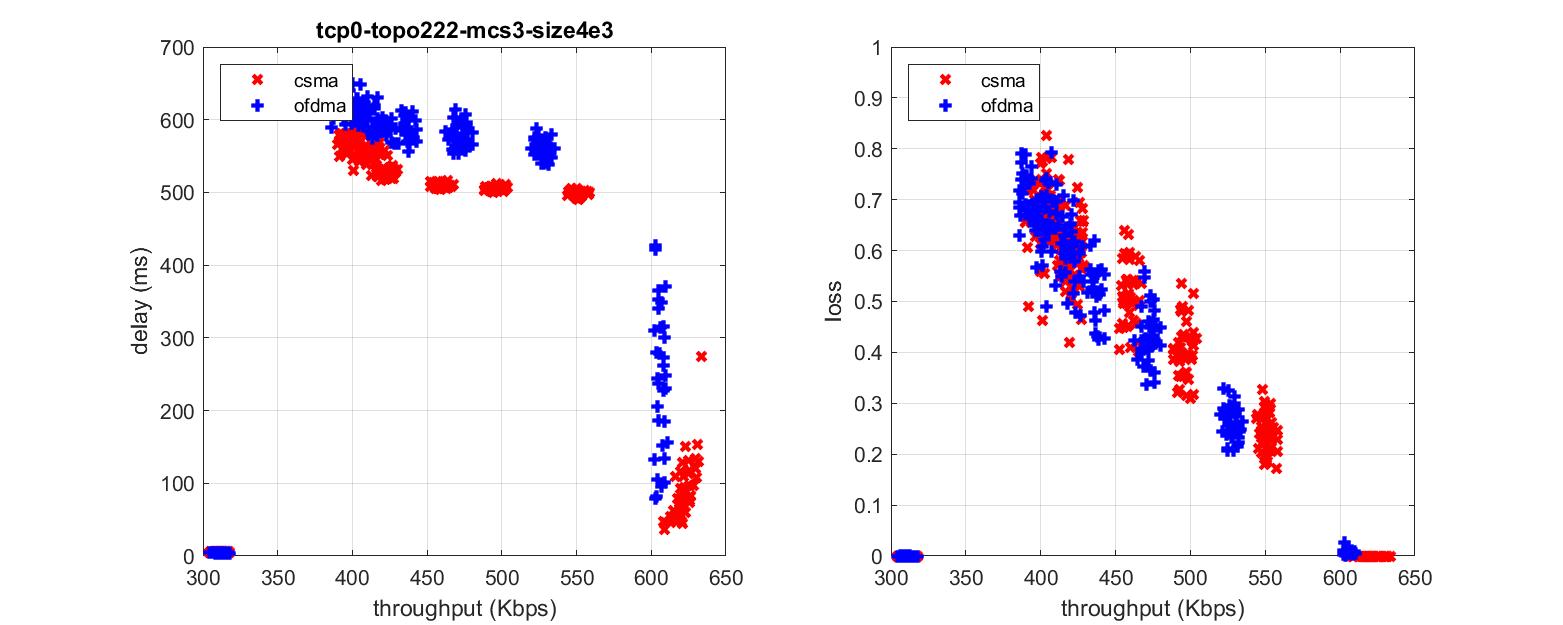 tcp0-topo222-mcs3-size4e3
700
600
500
400
300
200
100
0
delay (ms)
csma
ofdma
300 350 400 450 500 550 600 650
throughput (Kbps)
1
0.9
0.8
0.7
0.6
0.5
0.4
0.3
0.2
0.1
0
loss
csma
ofdma
300 350 400 450 500 550 600 650
throughput (Kbps)